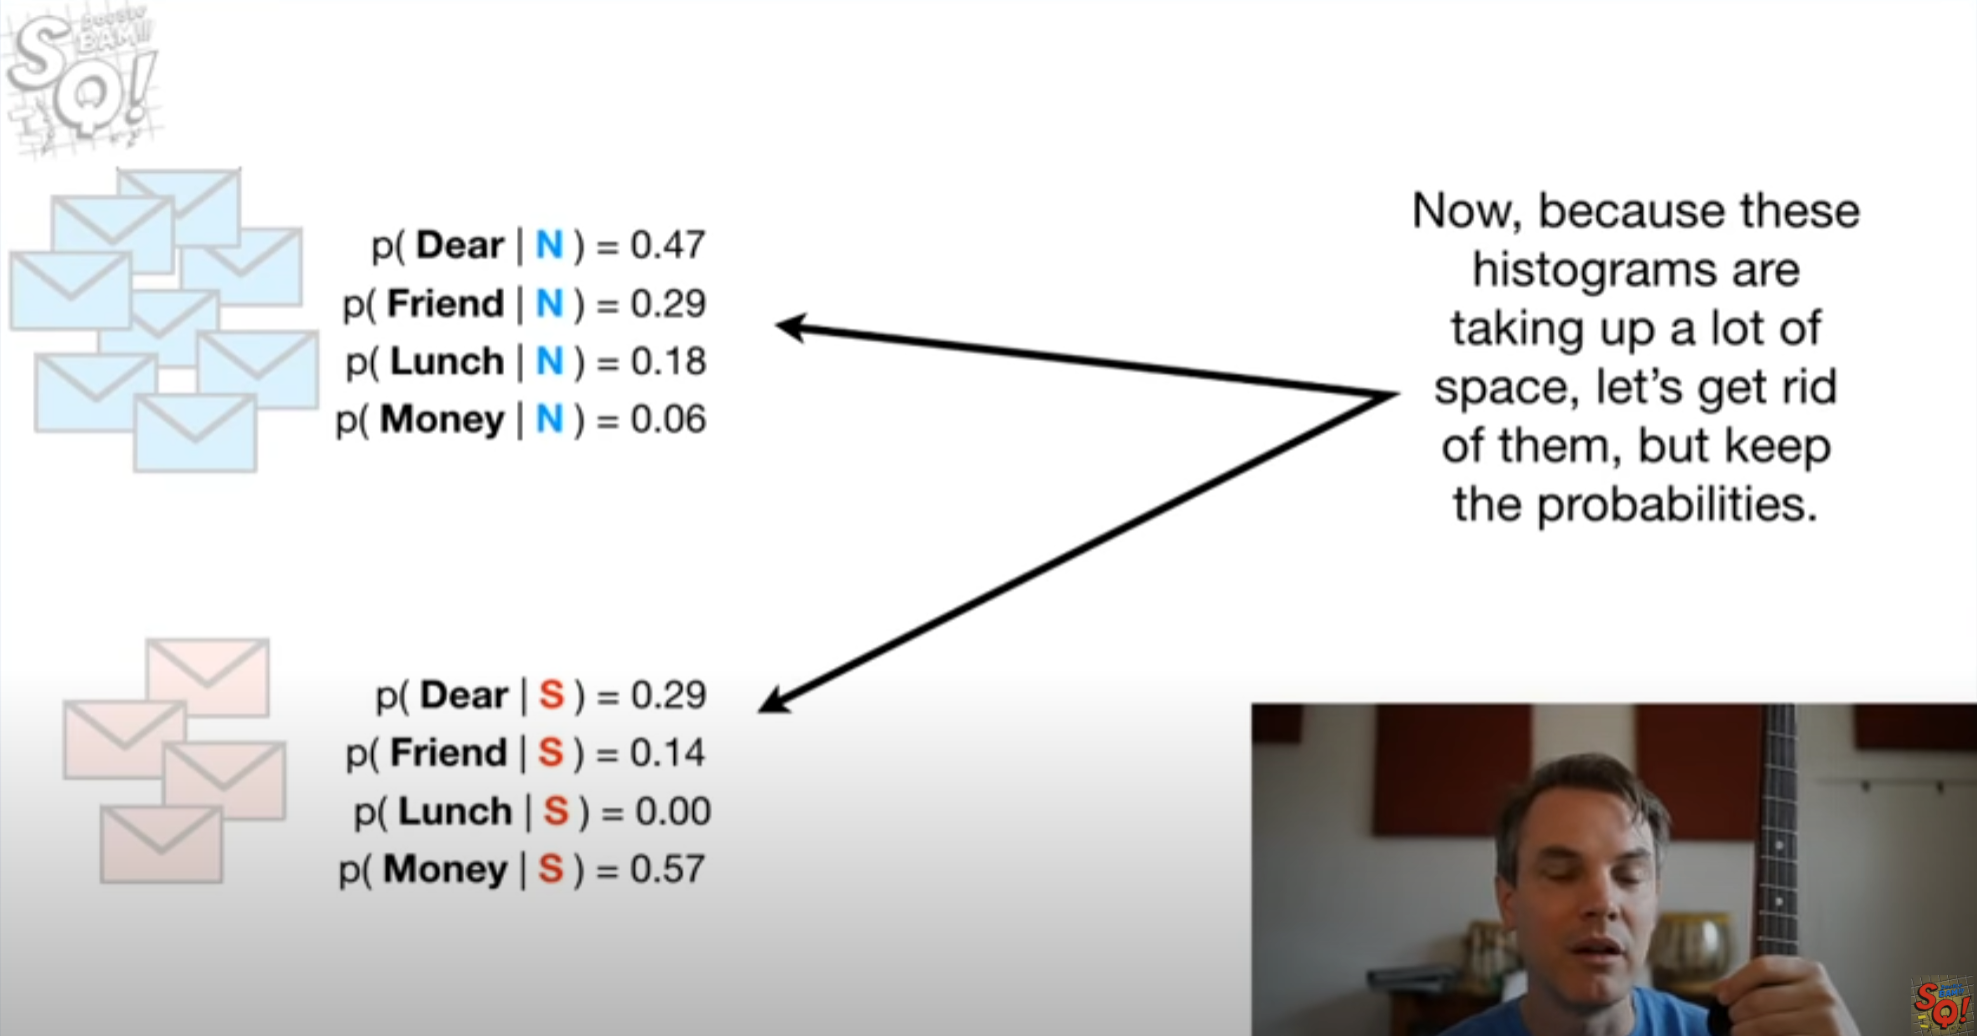 DOUBLE
BAM!!!
SQ!
p( Dear | N ) = 0.47
p( Friend | N ) = 0.29
p( Lunch | N ) = 0.18
p( Money | N ) = 0.06
Now, because these
histograms are
taking up a lot of
space, let’s get rid
of them, but keep
the probabilities.
p( Dear | S ) = 0.29
p( Friend | S ) = 0.14
p( Lunch | S ) = 0.00
p( Money | S ) = 0.57
SQ!